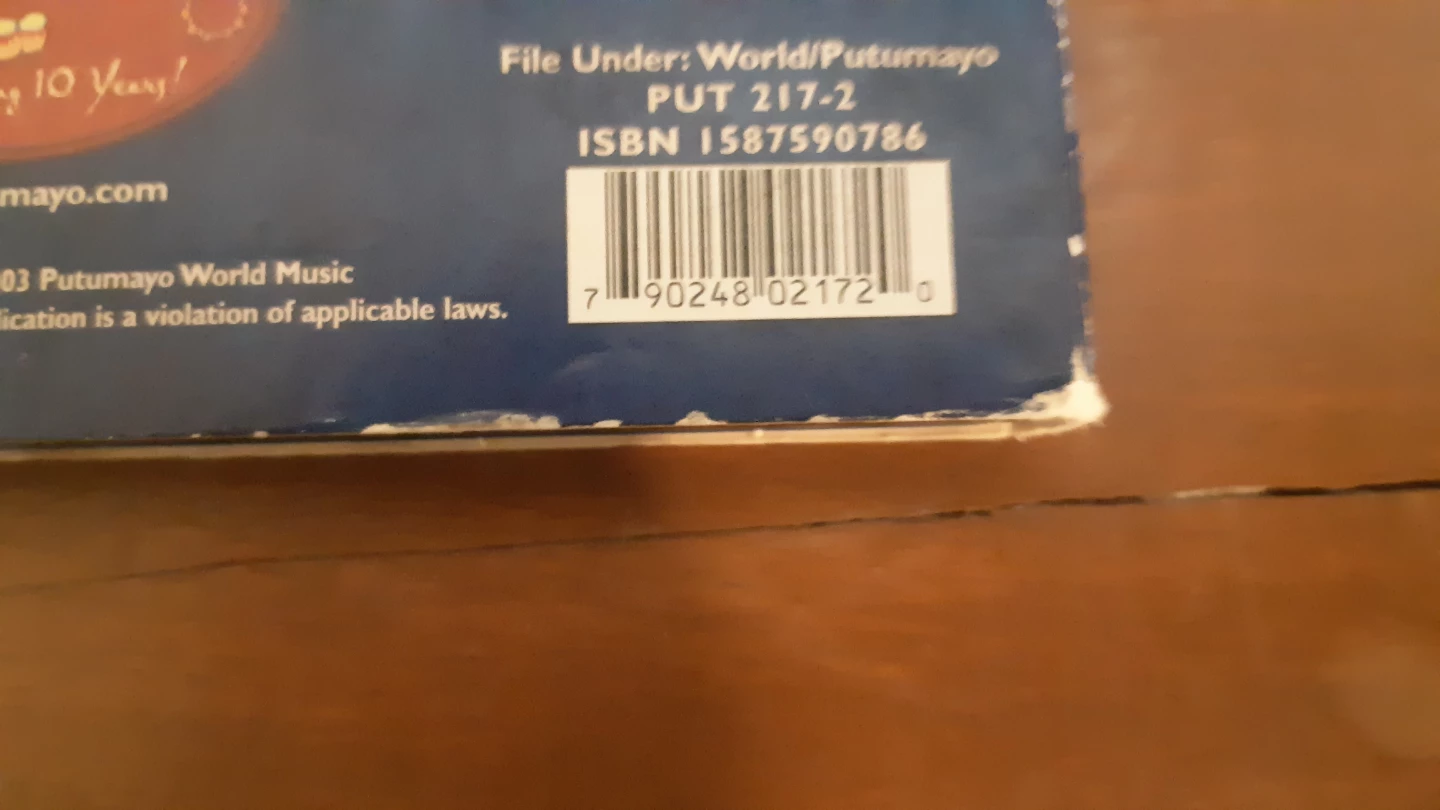 10 Years!
File Under: World/Putumayo
PUT 217-2
ISBN 1587590786
mayo.com
03 Putumayo World Music
lication is a violation of applicable laws.
7 90248 02172 0